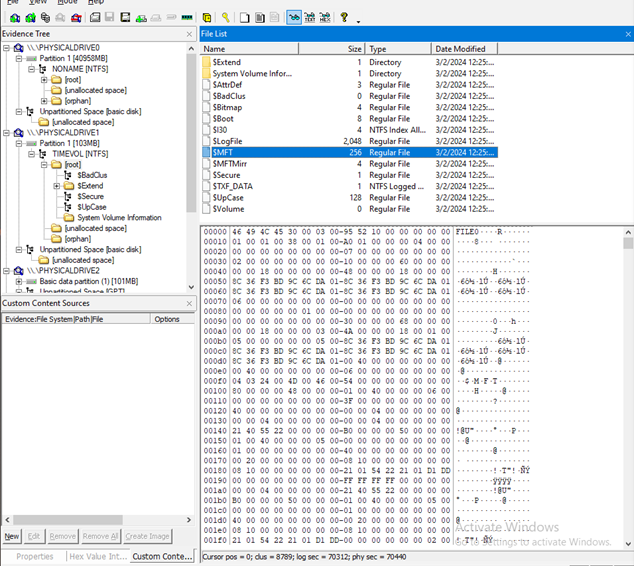 File View Mode Help
Evidence Tree
\\.\PHYSICALDRIVE0
Partition 1 [40958MB]
NONAME [NTFS]
[root]
[unallocated space]
[orphan]
Unpartitioned Space [basic disk]
[unallocated space]
\\.\PHYSICALDRIVE1
Partition 1 [103MB]
TIMEVOL [NTFS]
[root]
$BadClus
$Extend
$Secure
$UpCase
System Volume Information
[unallocated space]
[orphan]
Unpartitioned Space [basic disk]
[unallocated space]
\\.\PHYSICALDRIVE2
Basic data partition (1) [101MB]
Unpartitioned Space [GPT]
Custom Content Sources
Evidence:File System|Path|File Options
New Edit Remove Remove All Create Image
Properties Hex Value Int... Custom Conte...
File List
Name Size Type Date Modified
$Extend 1 Directory 3/2/2024 12:25:...
System Volume Infor... 1 Directory 3/2/2024 12:25:...
$AttrDef 3 Regular File 3/2/2024 12:25:...
$BadClus 0 Regular File 3/2/2024 12:25:...
$Bitmap 4 Regular File 3/2/2024 12:25:...
$Boot 8 Regular File 3/2/2024 12:25:...
$I30 4 NTFS Index All... 3/2/2024 12:25:...
$LogFile 2,048 Regular File 3/2/2024 12:25:...
$MFT 256 Regular File 3/2/2024 12:25:...
$MFTMirr 4 Regular File 3/2/2024 12:25:...
$Secure 1 Regular File 3/2/2024 12:25:...
$TXF_DATA 1 NTFS Logged ... 3/2/2024 12:25:...
$UpCase 128 Regular File 3/2/2024 12:25:...
$Volume 0 Regular File 3/2/2024 12:25:...
00000 46 49 4C 45 30 00 03 00-95 52 10 00 00 00 00 00 FILE0
00010 01 00 01 00 38 00 01 00-A0 01 00 00 00 04 00 00
00020 00 00 00 00 00 00 00 00-07 00 00 00 00 00 00 00
00030 02 00 00 00 00 00 00 00-10 00 00 00 60 00 00 00
00040 00 00 18 00 00 00 00 00-48 00 00 00 18 00 00 00
00050 8C 36 F3 BD 9C 6C DA 01-8C 36 F3 BD 9C 6C DA 01
00060 8C 36 F3 BD 9C 6C DA 01-8C 36 F3 BD 9C 6C DA 01
00070 06 00 00 00 00 00 00 00-00 00 00 00 00 00 00 00
00080 00 00 00 00 01 00 00 00-00 00 00 00 00 00 00 00
00090 00 00 00 00 00 00 00 00-30 00 00 00 68 00 00 00
000a0 00 00 18 00 00 00 03 00-4A 00 00 00 18 00 01 00
000b0 05 00 00 00 00 00 05 00-8C 36 F3 BD 9C 6C DA 01
000c0 8C 36 F3 BD 9C 6C DA 01-8C 36 F3 BD 9C 6C DA 01
000d0 8C 36 F3 BD 9C 6C DA 01-00 40 00 00 00 00 00 00
000e0 00 40 00 00 00 00 00 00-06 00 00 00 00 00 00 00
000f0 04 03 24 00 4D 00 46 00-54 00 00 00 00 00 00 00
00100 80 00 00 00 48 00 00 00-01 00 40 00 00 00 06 00
00110 00 00 00 00 00 00 00 00-3F 00 00 00 00 00 00 00
00120 40 00 00 00 00 00 00 00-00 00 04 00 00 00 00 00
00130 00 00 04 00 00 00 00 00-00 00 04 00 00 00 00 00
00140 21 40 55 22 00 00 00 00-B0 00 00 00 50 00 00 00
00150 01 00 40 00 00 00 05 00-00 00 00 00 00 00 00 00
00160 01 00 00 00 00 00 00 00-40 00 00 00 00 00 00 00
00170 00 20 00 00 00 00 00 00-08 10 00 00 00 00 00 00
00180 08 10 00 00 00 00 00 00-21 01 54 22 21 01 D1 DD
00190 00 00 00 00 00 00 00 00-FF FF FF FF 00 00 00 00
001a0 00 00 04 00 00 00 00 00-21 40 55 22 00 00 00 00
001b0 B0 00 00 00 50 00 00 00-01 00 40 00 00 00 05 00
001c0 00 00 00 00 00 00 00 00-01 00 00 00 00 00 00 00
001d0 40 00 00 00 00 00 00 00-00 20 00 00 00 00 00 00
001e0 08 10 00 00 00 00 00 00-08 10 00 00 00 00 00 00
001f0 21 01 54 22 21 01 D1 DD-00 00 00 00 00 00 02 00
Activate Windows
Go to Settings to activate Windows.
Cursor pos = 0; clus = 8789; log sec = 70312; phy sec = 70440